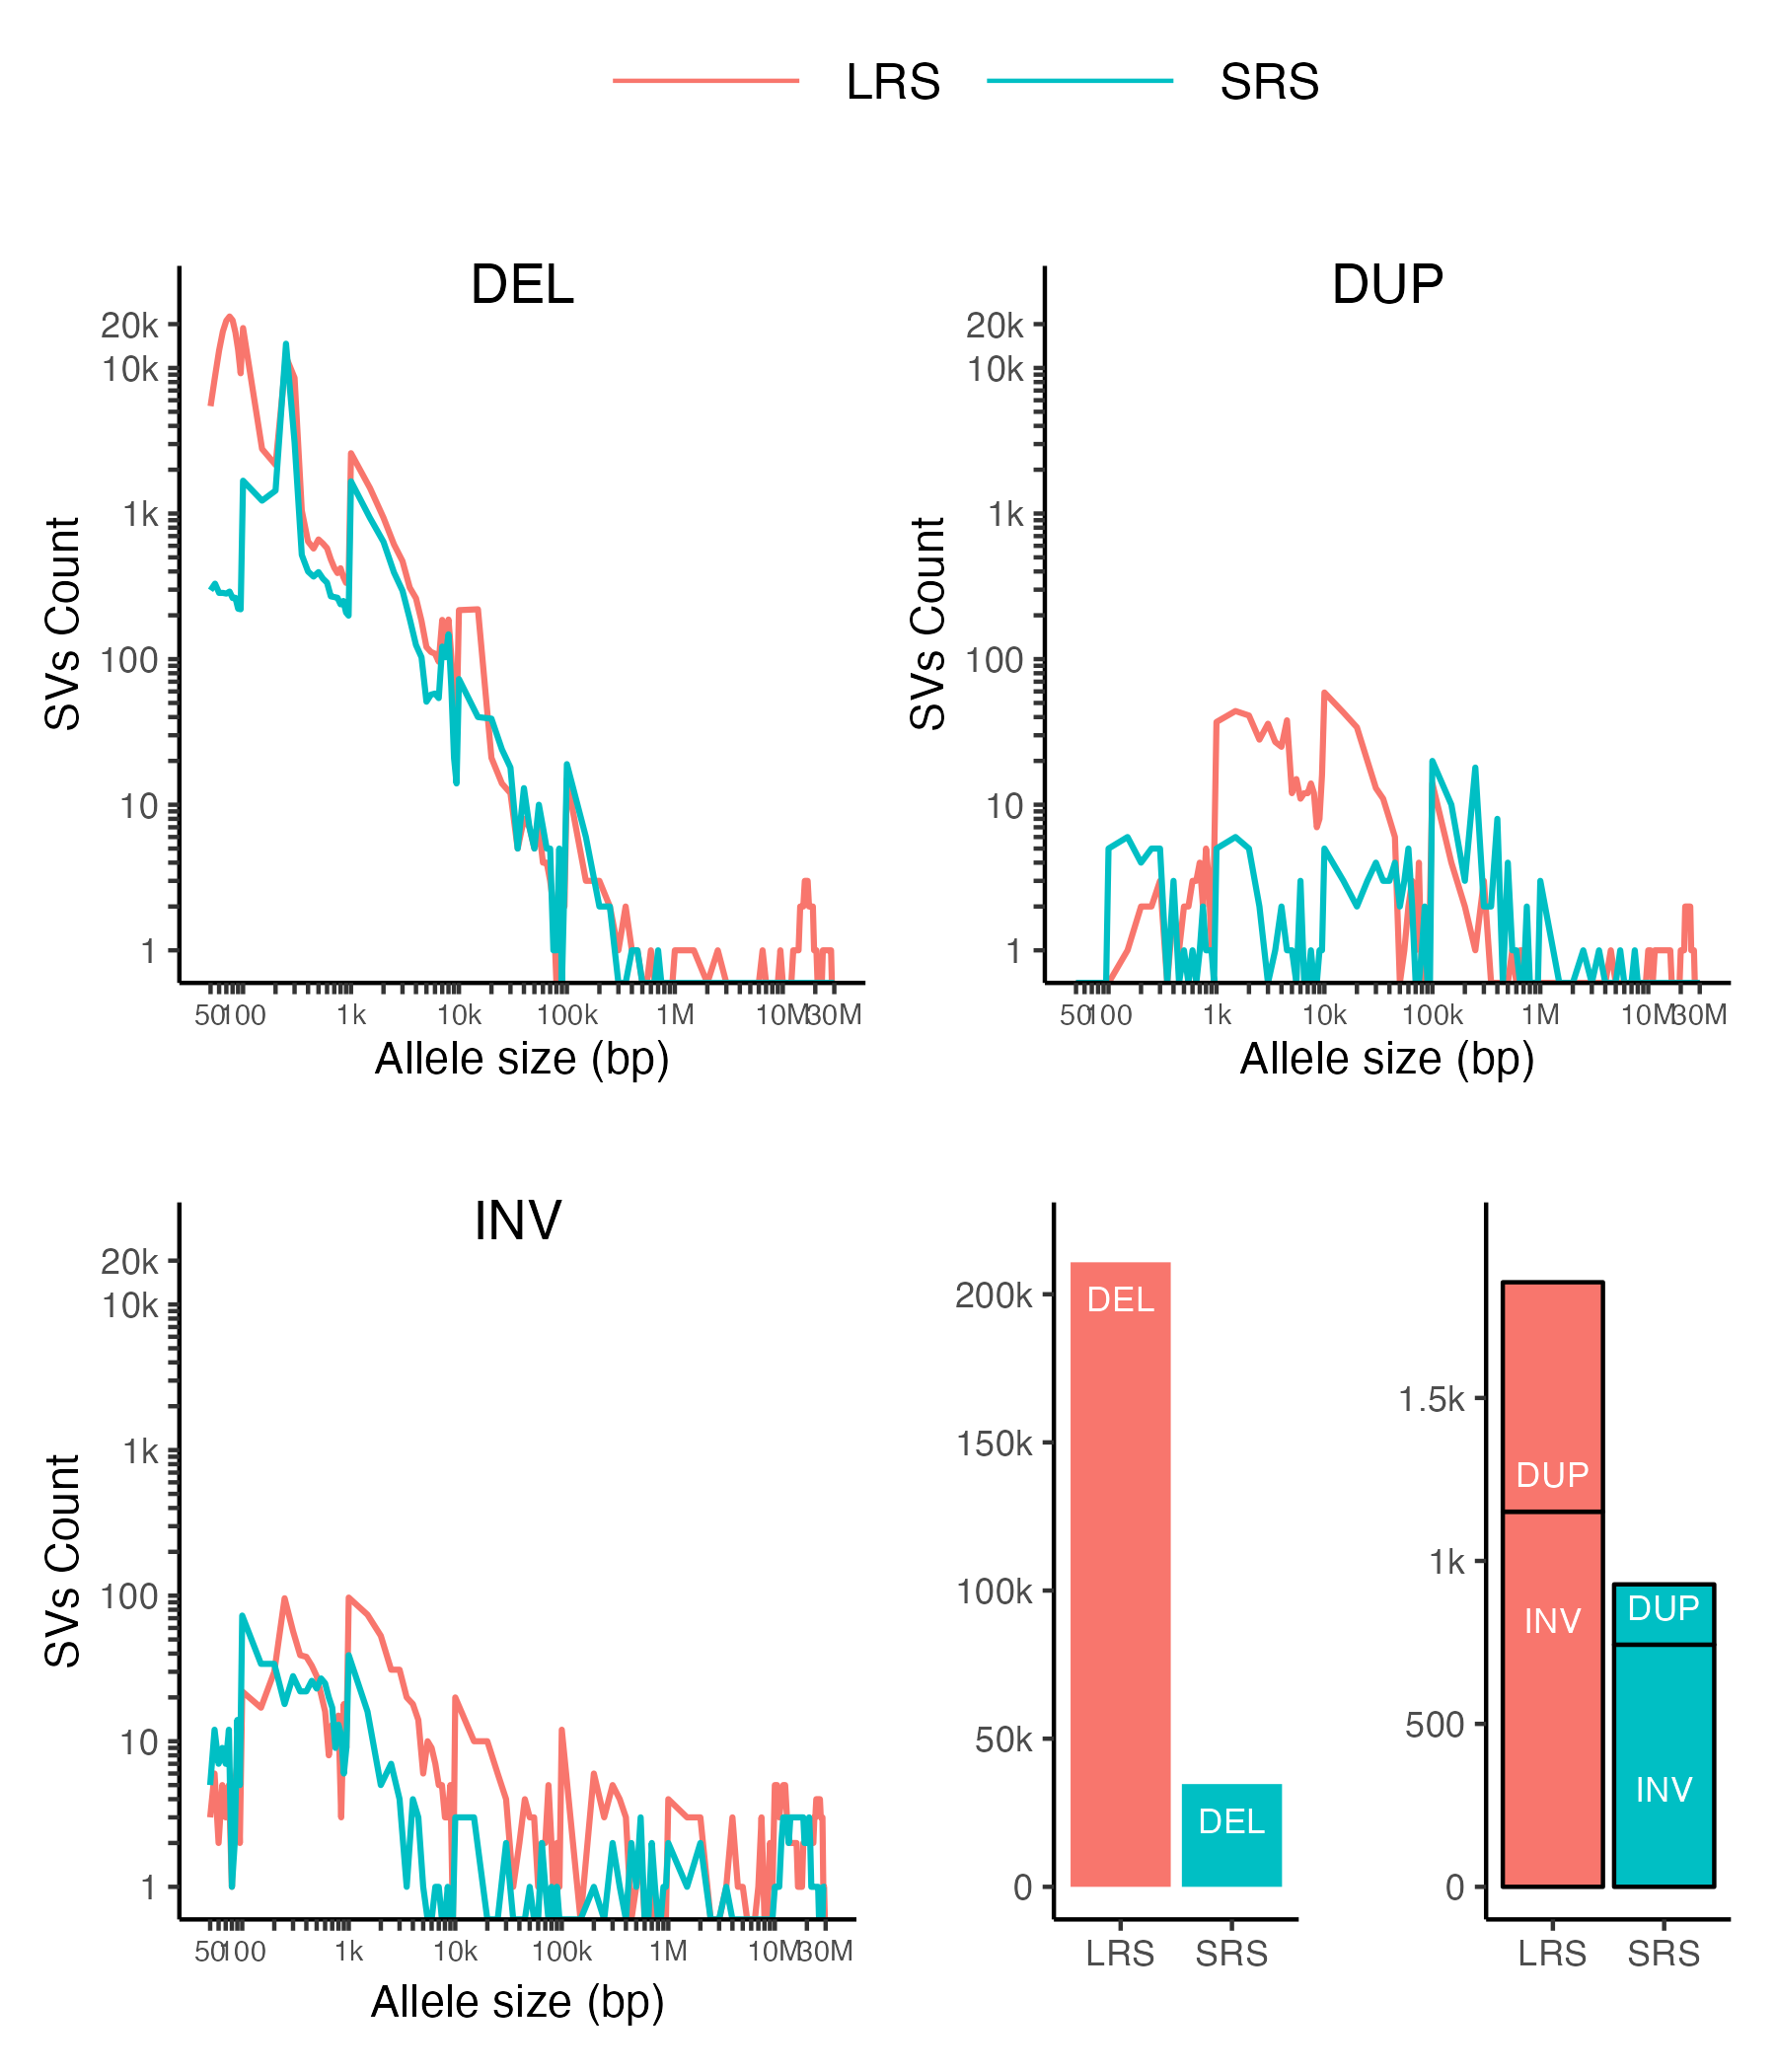 LRS SRS
DEL
20k
10k
1k
100
10
1
SVs Count
50 100 1k 10k 100k 1M 10M 30M
Allele size (bp)
DUP
20k
10k
1k
100
10
1
SVs Count
50 100 1k 10k 100k 1M 10M 30M
Allele size (bp)
INV
20k
10k
1k
100
10
1
SVs Count
50 100 1k 10k 100k 1M 10M 30M
Allele size (bp)
200k
150k
100k
50k
0
DEL
DEL
LRS SRS
1.5k
1k
500
0
DUP
INV
DUP
INV
LRS SRS